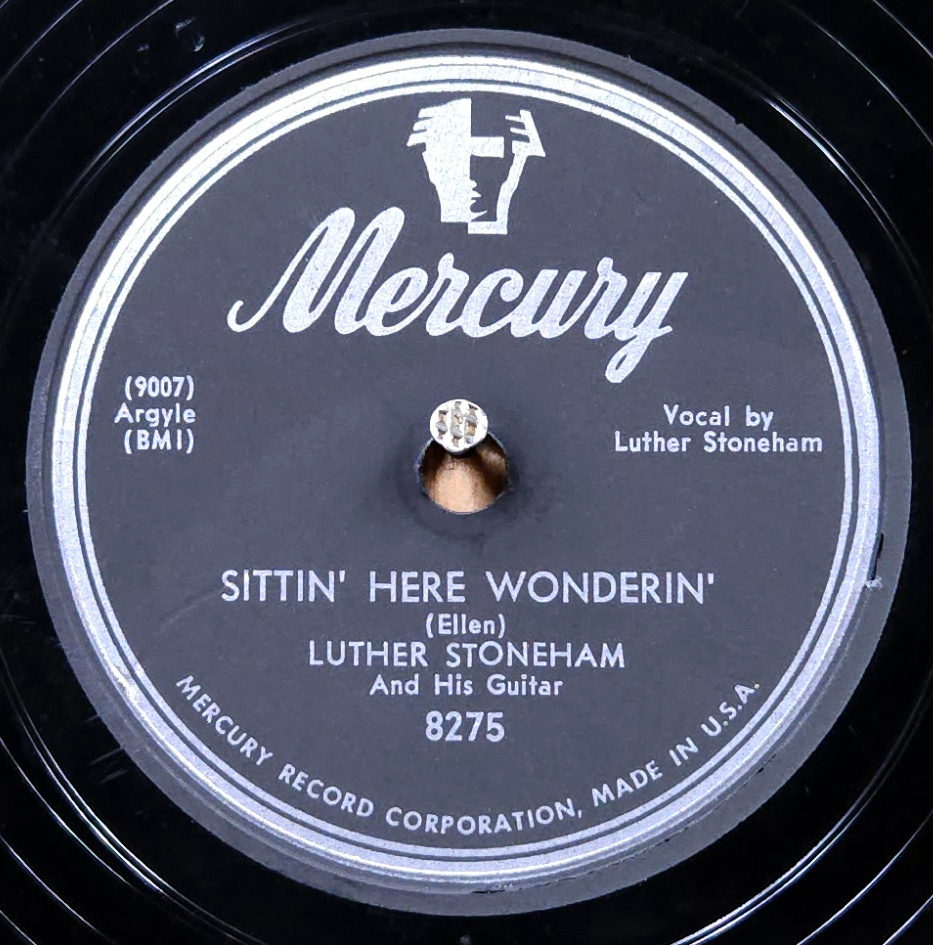 Mercury
(9007)
Argyle
(BMI)
Vocal by
Luther Stoneham
SITTIN' HERE WONDERIN'
(Ellen)
LUTHER STONEHAM
And His Guitar
8275
MERCURY RECORD CORPORATION, MADE IN U.S.A.